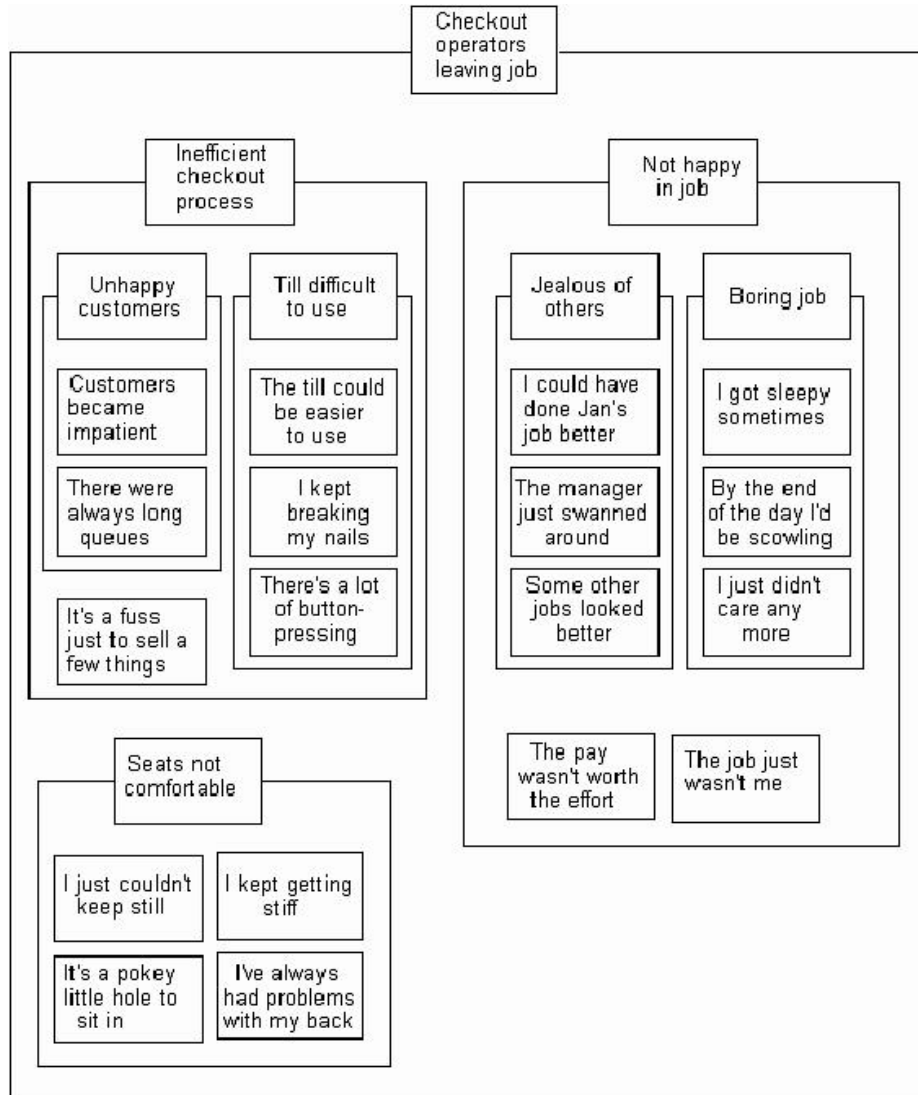 Checkout
operators
leaving job
Inefficient
checkout
process
Unhappy
customers
Customers
became
impatient
There were
always long
queues
It's a fuss
just to sell a
few things
Till difficult
to use
The till could
be easier
to use
I kept
breaking
my nails
There's a lot
of button-
pressing
Not happy
in job
Jealous of
others
I could have
done Jan's
job better
The manager
just swanned
around
Some other
jobs looked
better
Boring job
I got sleepy
sometimes
By the end
of the day I'd
be scowling
I just didn't
care any
more
The pay
wasn't worth
the effort
The job just
wasn't me
Seats not
comfortable
I just couldn't
keep still
I kept getting
stiff
It's a pokey
little hole to
sit in
I've always
had problems
with my back